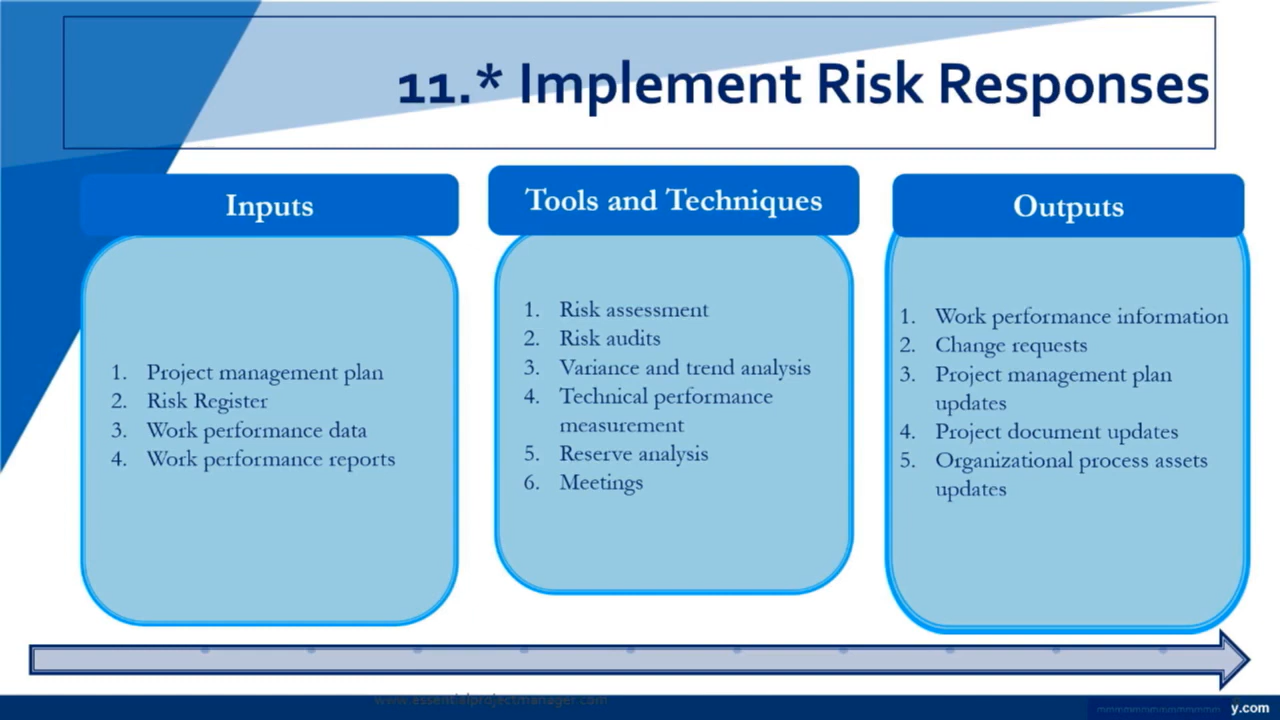 11.* Implement Risk Responses
Inputs
1. Project management plan
2. Risk Register
3. Work performance data
4. Work performance reports
Tools and Techniques
1. Risk assessment
2. Risk audits
3. Variance and trend analysis
4. Technical performance
measurement
5. Reserve analysis
6. Meetings
Outputs
1. Work performance information
2. Change requests
3. Project management plan
updates
4. Project document updates
5. Organizational process assets
updates
www.essentialprojectmanager.com
y.com